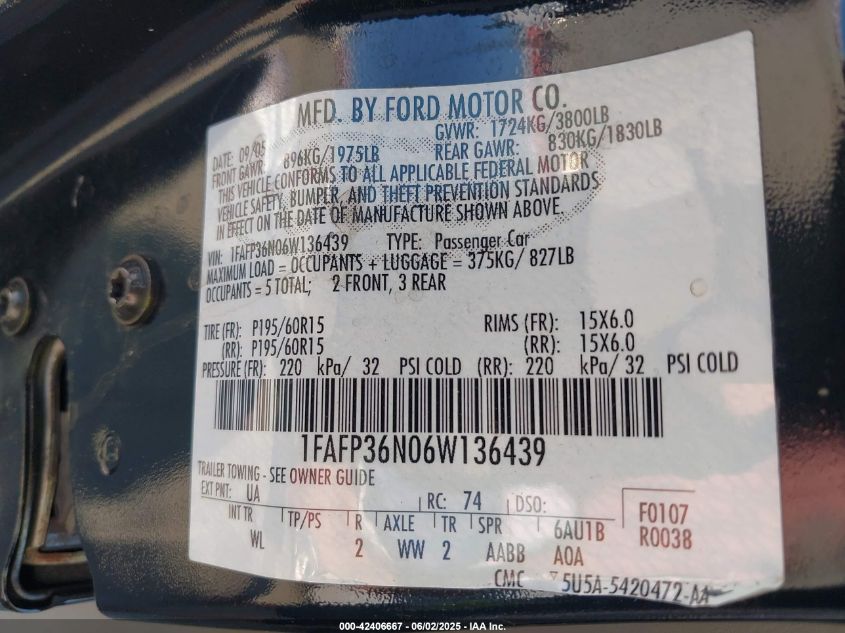 MFD. BY FORD MOTOR CO.
DATE: 09/05 GVWR: 1724KG/3800LB
FRONT GAWR: 896KG/1975LB REAR GAWR: 830KG/1830LB
THIS VEHICLE CONFORMS TO ALL APPLICABLE FEDERAL MOTOR
VEHICLE SAFETY, BUMPER, AND THEFT PREVENTION STANDARDS
IN EFFECT ON THE DATE OF MANUFACTURE SHOWN ABOVE.
VIN: 1FAFP36N06W136439 TYPE: Passenger Car
MAXIMUM LOAD = OCCUPANTS + LUGGAGE = 375KG/ 827LB
OCCUPANTS = 5 TOTAL; 2 FRONT, 3 REAR
TIRE (FR): P195/60R15 RIMS (FR): 15X6.0
(RR): P195/60R15 (RR): 15X6.0
PRESSURE (FR): 220 kPa/ 32 PSI COLD (RR): 220 kPa/ 32 PSI COLD
1FAFP36N06W136439
TRAILER TOWING - SEE OWNER GUIDE
EXT PNT: UA RC: 74 DSO: F0107
INT TR TP/PS R AXLE TR SPR 6AU1B R0038
WL 2 WW 2 AABB A0A
CMC 5U5A-5420472-AA
000-42406667 - 06/02/2025 - IAA Inc.